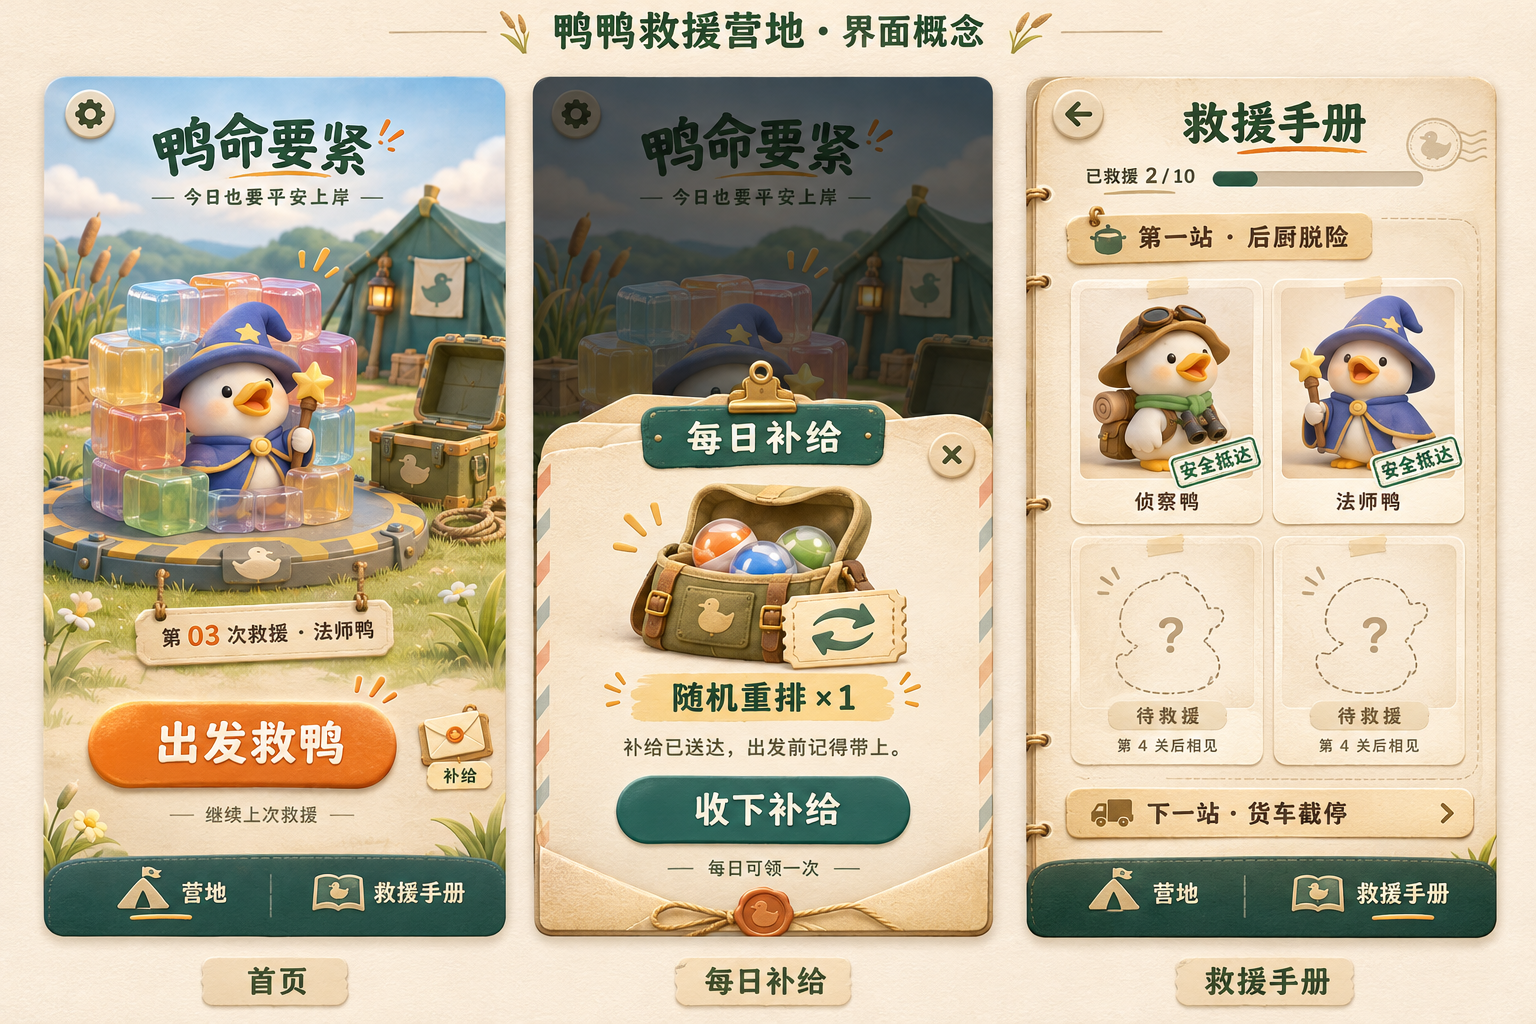 鸭鸭救援营地·界面概念
鸭命要紧
今日也要平安上岸
第 03 次救援·法师鸭
出发救鸭
补给
继续上次救援
营地
救援手册
首页
鸭命要紧
今日也要平安上岸
每日补给
随机重排 ×1
补给已送达，出发前记得带上。
收下补给
每日可领一次
每日补给
救援手册
已救援 2/10
第一站·后厨脱险
安全抵达
侦察鸭
安全抵达
法师鸭
?
待救援
第 4 关后相见
?
待救援
第 4 关后相见
下一站·货车截停
营地
救援手册
救援手册